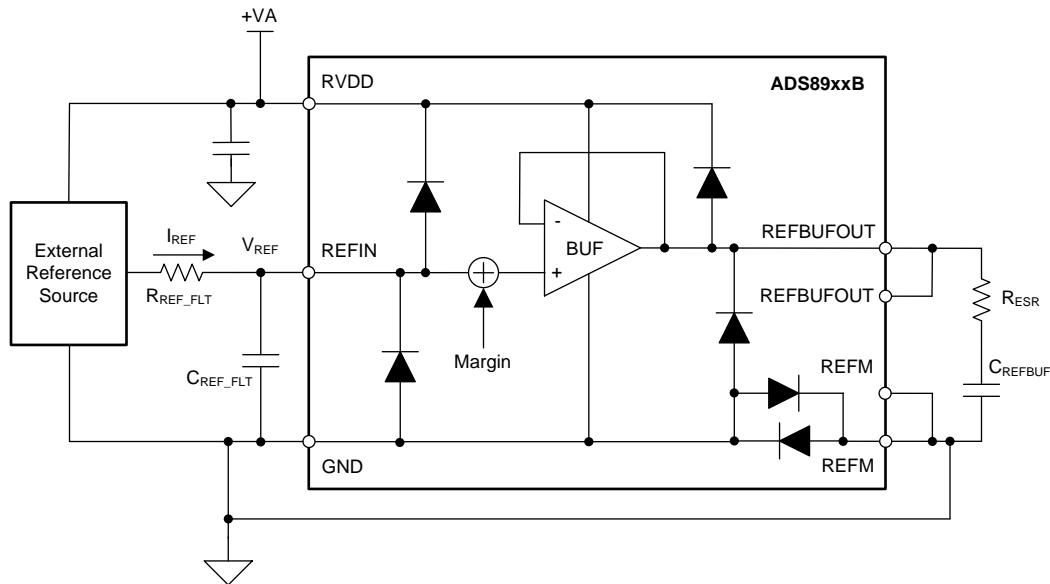 +VA
RVDD
ADS89xxB
External
Reference
Source
IREF
RREF_FLT
VREF
REFIN
CREF_FLT
Margin
-
+
BUF
REFBUFOUT
REFBUFOUT
RESR
REFM
CREFBUF
GND
REFM